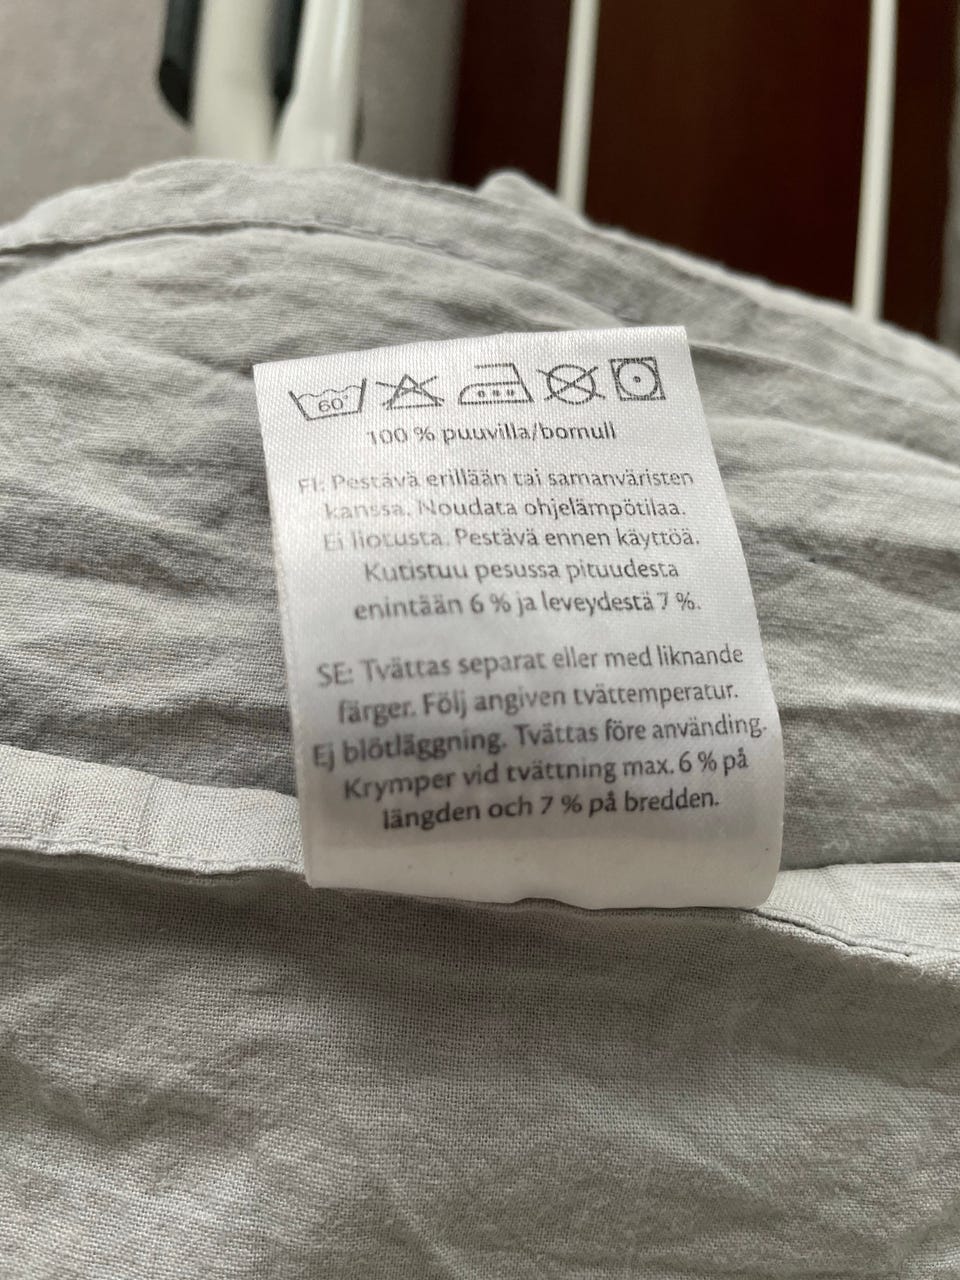 60°
100 % puuvilla/bomull
FI: Pestävä erillään tai samanväristen
kanssa. Noudata ohjelämpötilaa.
Ei liotusta. Pestävä ennen käyttöä.
Kutistuu pesussa pituudesta
enintään 6 % ja leveydestä 7 %.
SE: Tvättas separat eller med liknande
färger. Följ angiven tvättemperatur.
Ej blötläggning. Tvättas före använding.
Krymper vid tvättning max. 6 % på
längden och 7 % på bredden.